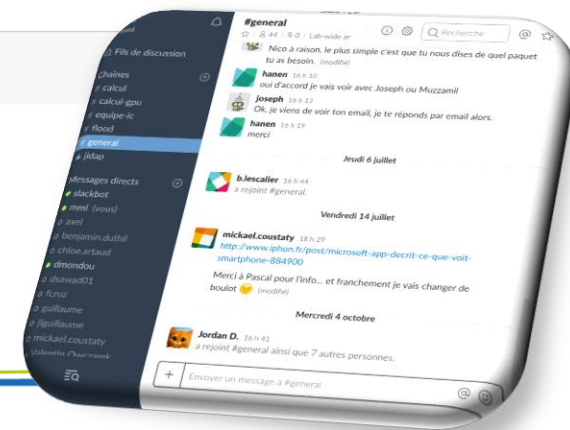 Fils de discussion
Chaînes
# calcul
# calcul-gpu
# equipe-ic
# flood
# general
jldap
Messages directs
slackbot
mml (vous)
axel
benjamin.duthil
chloe.artaud
dmondou
dsawad01
fcruz
guillaume
jlguillaume
mickael.coustaty
#general
44
0
Lab-wide an
Recherche
Nico à raison, le plus simple c'est que tu nous dises de quel paquet
tu as besoin. (modifié)
hanen 16 h 10
oui d'accord je vais voir avec Joseph ou Muzzamil
joseph 16 h 13
Ok, je viens de voir ton email, je te réponds par email alors.
hanen 16 h 19
merci
Jeudi 6 juillet
b.lescalier 16 h 44
a rejoint #general.
Vendredi 14 juillet
mickael.coustaty 18 h 29
http://www.iphon.fr/post/microsoft-app-decrit-ce-que-voit-
smartphone-884900
Merci à Pascal pour l'info... et franchement je vais changer de
boulot (modifié)
Mercredi 4 octobre
Jordan D. 16 h 41
a rejoint #general ainsi que 7 autres personnes.
Envoyer un message à #general